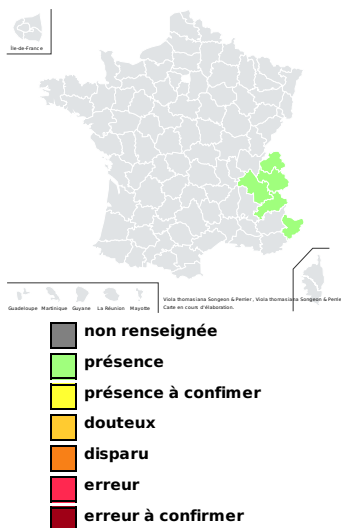 Île-de-France
Guadeloupe Martinique Guyane La Réunion Mayotte
Viola thomasiana Songeon & Perrier , Viola thomasiana Songeon & Perrier
Carte en cours d'élaboration.
non renseignée
présence
présence à confimer
douteux
disparu
erreur
erreur à confirmer